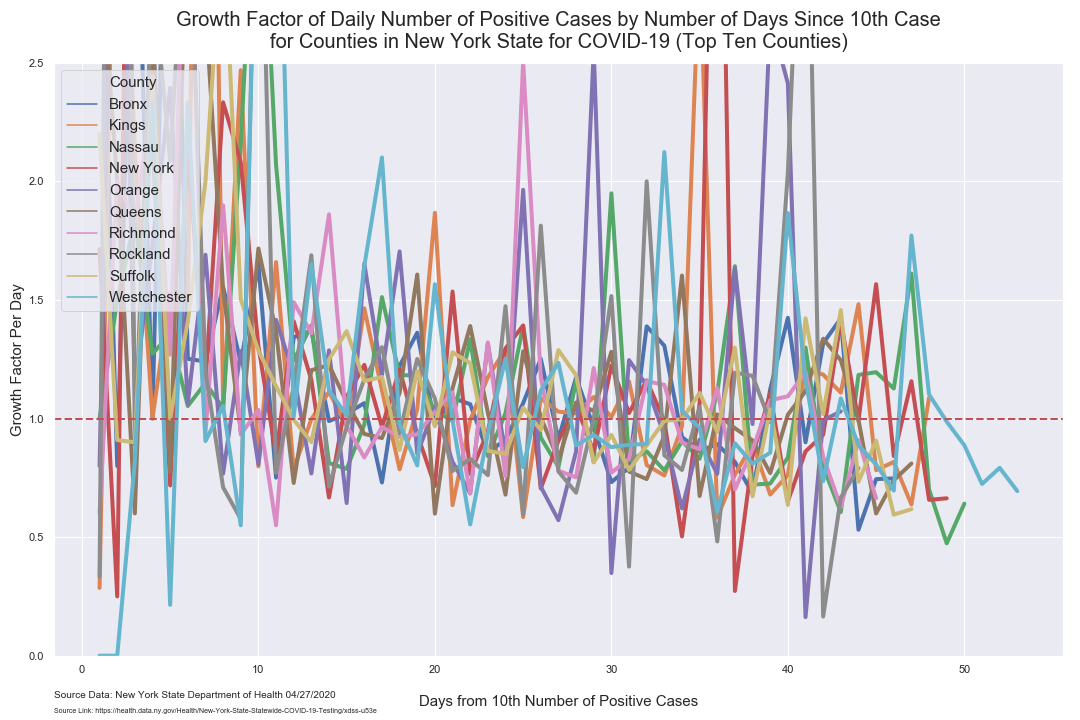 Growth Factor of Daily Number of Positive Cases by Number of Days Since 10th Case
for Counties in New York State for COVID-19 (Top Ten Counties)
2.5
2.0
1.5
1.0
0.5
0.0
Growth Factor Per Day
County
Bronx
Kings
Nassau
New York
Orange
Queens
Richmond
Rockland
Suffolk
Westchester
0 10 20 30 40 50
Days from 10th Number of Positive Cases
Source Data: New York State Department of Health 04/27/2020
Source Link: https://health.data.ny.gov/Health/New-York-State-Statewide-COVID-19-Testing/xdss-u53e